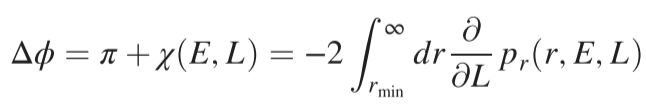 Δϕ = π + χ(E, L) = −2 ∫_{r_min}^{∞} dr ∂/∂L p_r(r, E, L)